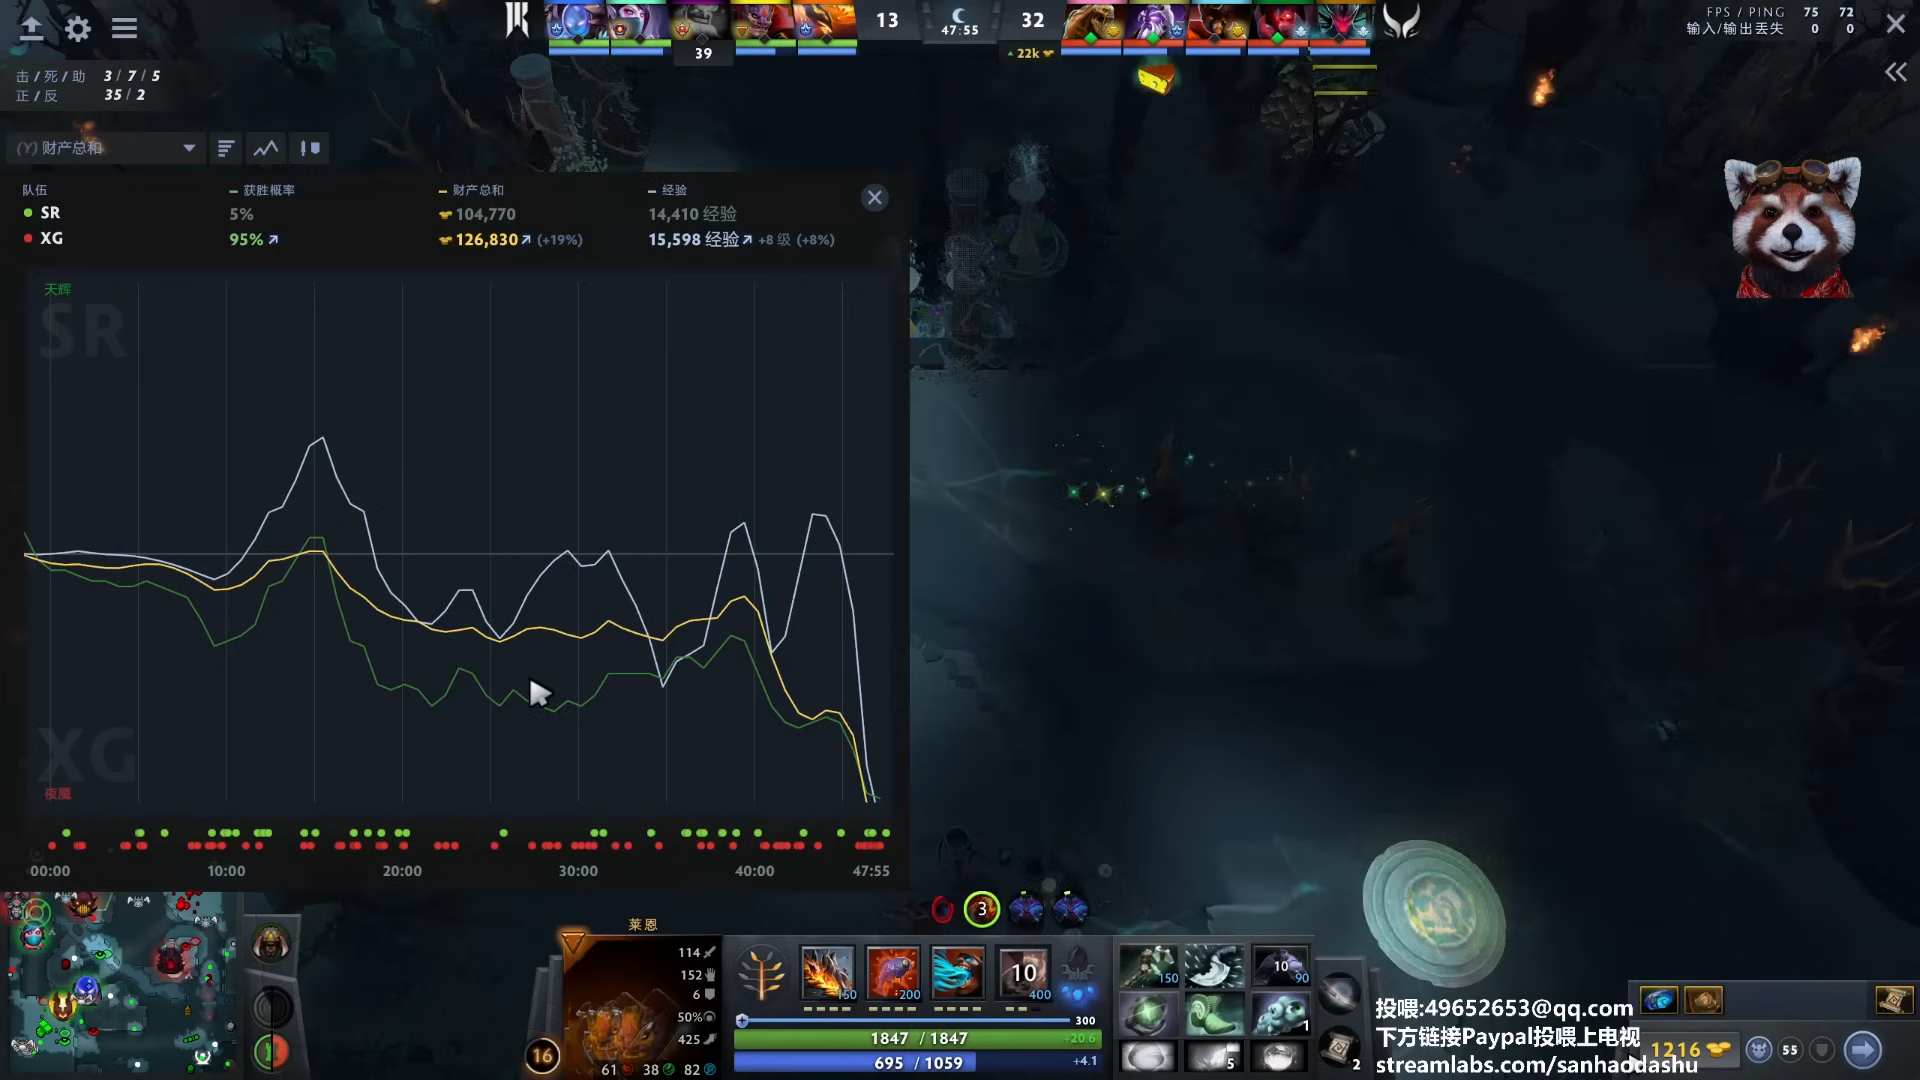 13
47:55
32
39
22k
FPS / PING 75 72
输入/输出丢失 0 0
击/死/助 3/7/5
正/反 35/2
(Y) 财产总和
队伍 获胜概率 财产总和 经验
SR 5% 104,770 14,410 经验
XG 95% 126,830 (+19%) 15,598 经验 +8 级 (+8%)
天辉
SR
XG
夜魇
00:00 10:00 20:00 30:00 40:00 47:55
3
莱恩
114
152
6
50%
425
16
61 38 82
150
200
10
400
300
1847 / 1847 +20.6
695 / 1059 +4.1
150
10
90
1
5
2
投喂:49652653@qq.com
下方链接Paypal投喂上电视
streamlabs.com/sanhaodashu
1216
55